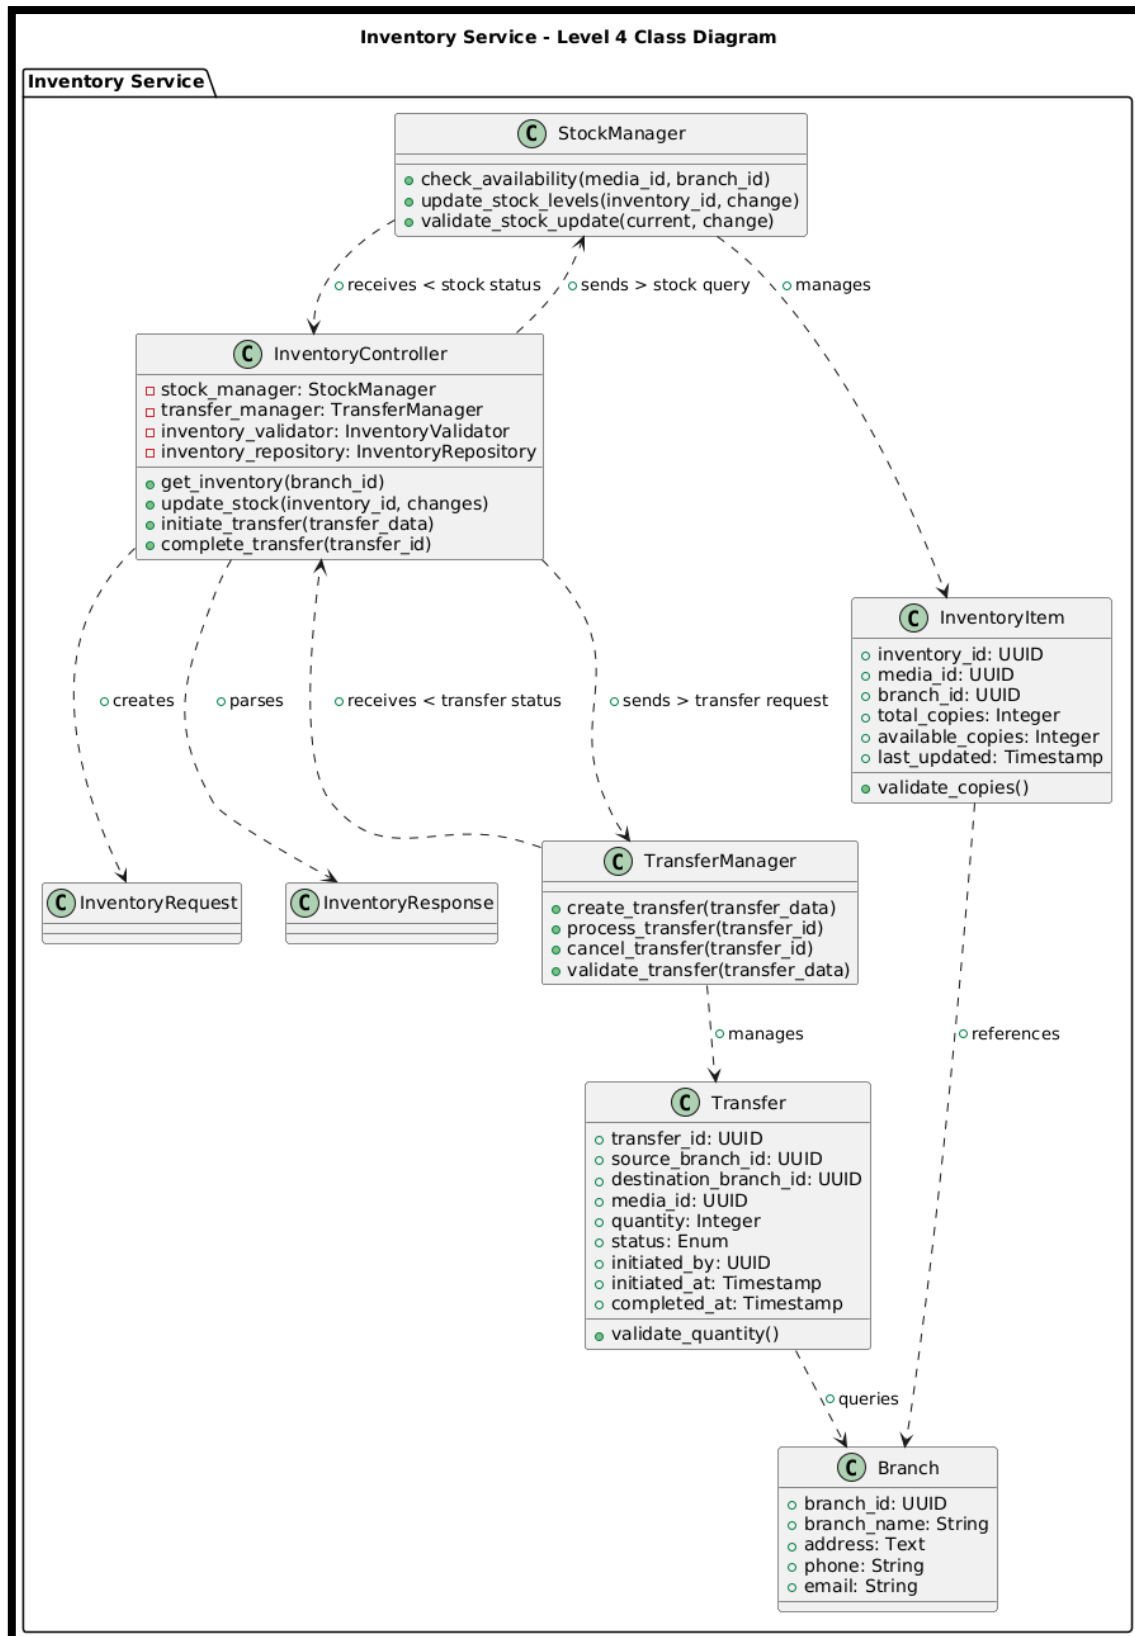 Inventory Service - Level 4 Class Diagram
Inventory Service
C StockManager
check_availability(media_id, branch_id)
update_stock_levels(inventory_id, change)
validate_stock_update(current, change)
receives < stock status
sends > stock query
manages
C InventoryController
stock_manager: StockManager
transfer_manager: TransferManager
inventory_validator: InventoryValidator
inventory_repository: InventoryRepository
get_inventory(branch_id)
update_stock(inventory_id, changes)
initiate_transfer(transfer_data)
complete_transfer(transfer_id)
C InventoryItem
inventory_id: UUID
media_id: UUID
branch_id: UUID
total_copies: Integer
available_copies: Integer
last_updated: Timestamp
validate_copies()
creates
parses
receives < transfer status
sends > transfer request
C InventoryRequest
C InventoryResponse
C TransferManager
create_transfer(transfer_data)
process_transfer(transfer_id)
cancel_transfer(transfer_id)
validate_transfer(transfer_data)
manages
references
C Transfer
transfer_id: UUID
source_branch_id: UUID
destination_branch_id: UUID
media_id: UUID
quantity: Integer
status: Enum
initiated_by: UUID
initiated_at: Timestamp
completed_at: Timestamp
validate_quantity()
queries
C Branch
branch_id: UUID
branch_name: String
address: Text
phone: String
email: String